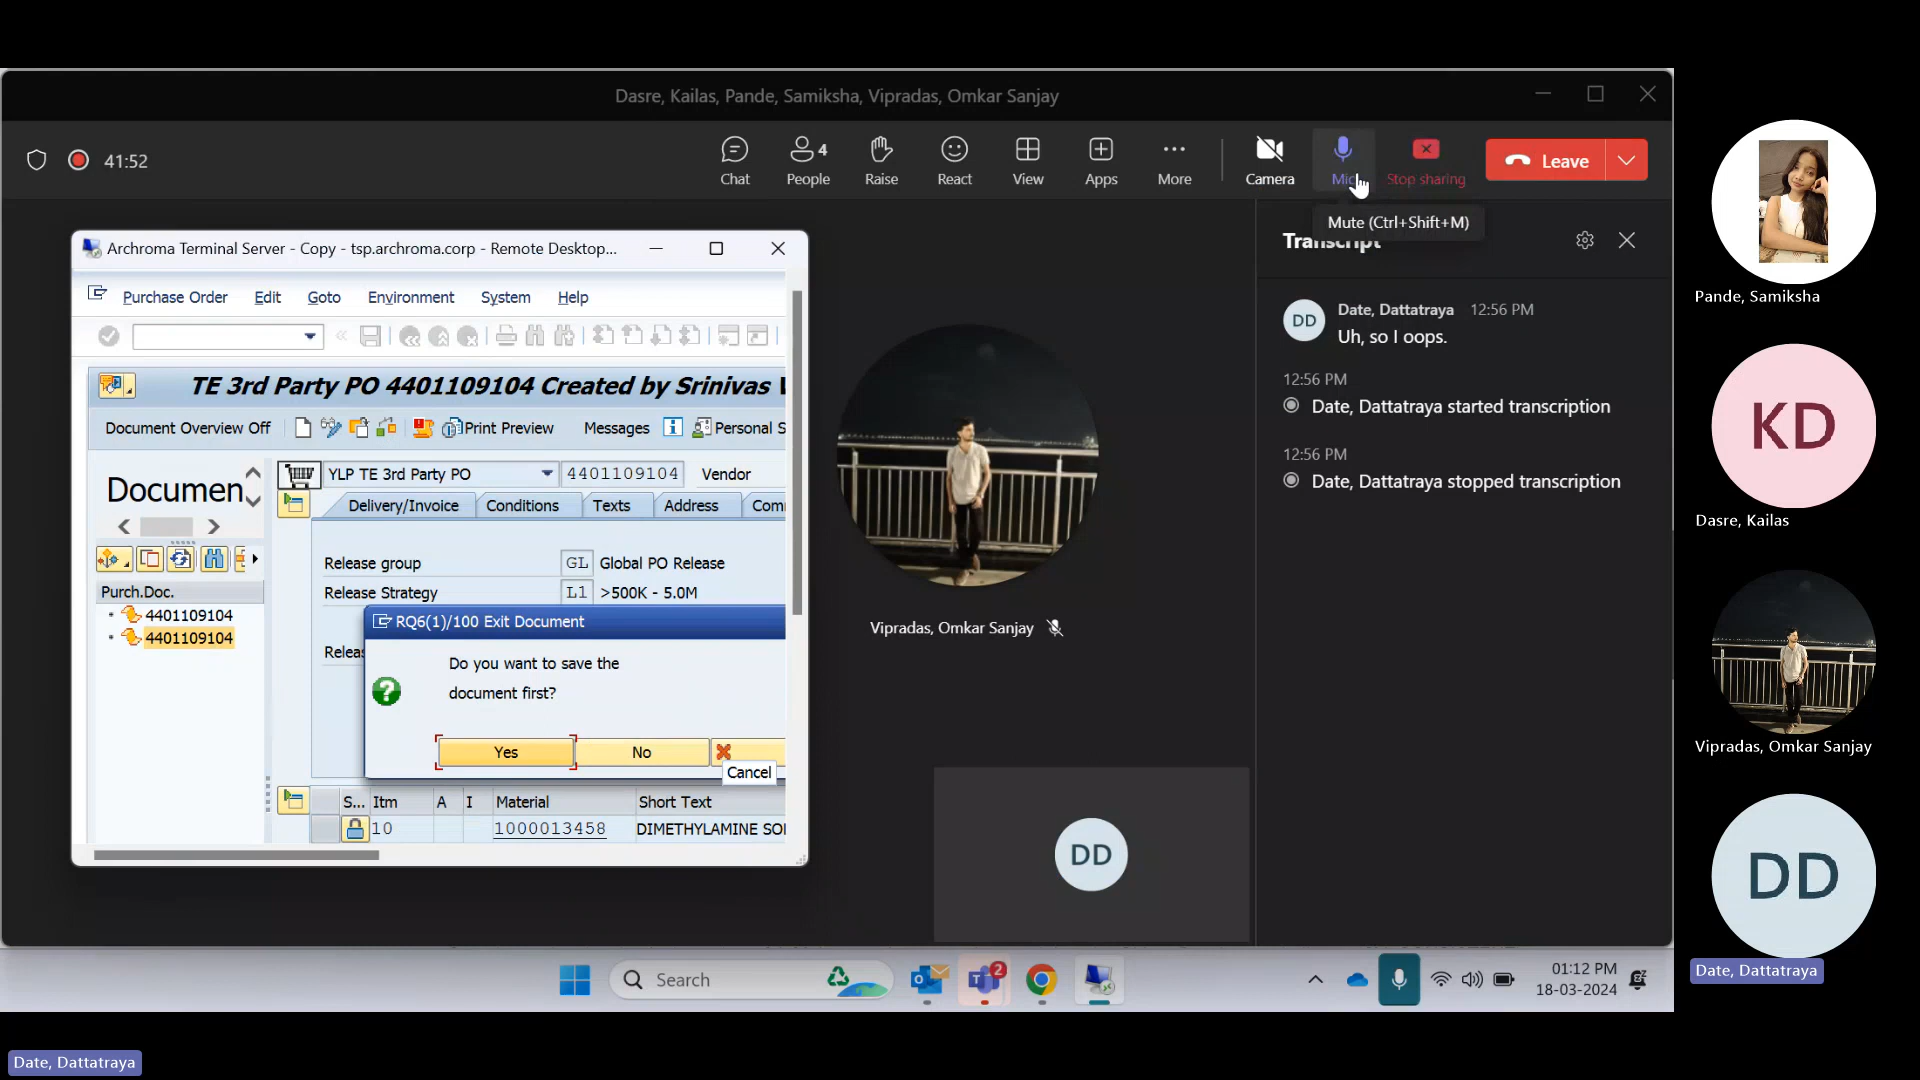 Dasre, Kailas, Pande, Samiksha, Vipradas, Omkar Sanjay
41:52
Chat
People
4
Raise
React
View
Apps
More
Camera
Mic
Stop sharing
Leave
Mute (Ctrl+Shift+M)
Archroma Terminal Server - Copy - tsp.archroma.corp - Remote Desktop...
Purchase Order Edit Goto Environment System Help
TE 3rd Party PO 4401109104 Created by Srinivas
Document Overview Off Print Preview Messages Personal S
Documen
YLP TE 3rd Party PO 4401109104 Vendor
Delivery/Invoice Conditions Texts Address Com
Purch.Doc.
4401109104
4401109104
Release group GL Global PO Release
Release Strategy L1 >500K - 5.0M
Releas
RQ6(1)/100 Exit Document
Do you want to save the
document first?
Yes No
Cancel
S... Itm A I Material Short Text
10 1000013458 DIMETHYLAMINE SO
Vipradas, Omkar Sanjay
DD
Transcript
DD
Date, Dattatraya 12:56 PM
Uh, so I oops.
12:56 PM
Date, Dattatraya started transcription
12:56 PM
Date, Dattatraya stopped transcription
Pande, Samiksha
KD
Dasre, Kailas
Vipradas, Omkar Sanjay
DD
Date, Dattatraya
Search
2
01:12 PM
18-03-2024
Date, Dattatraya